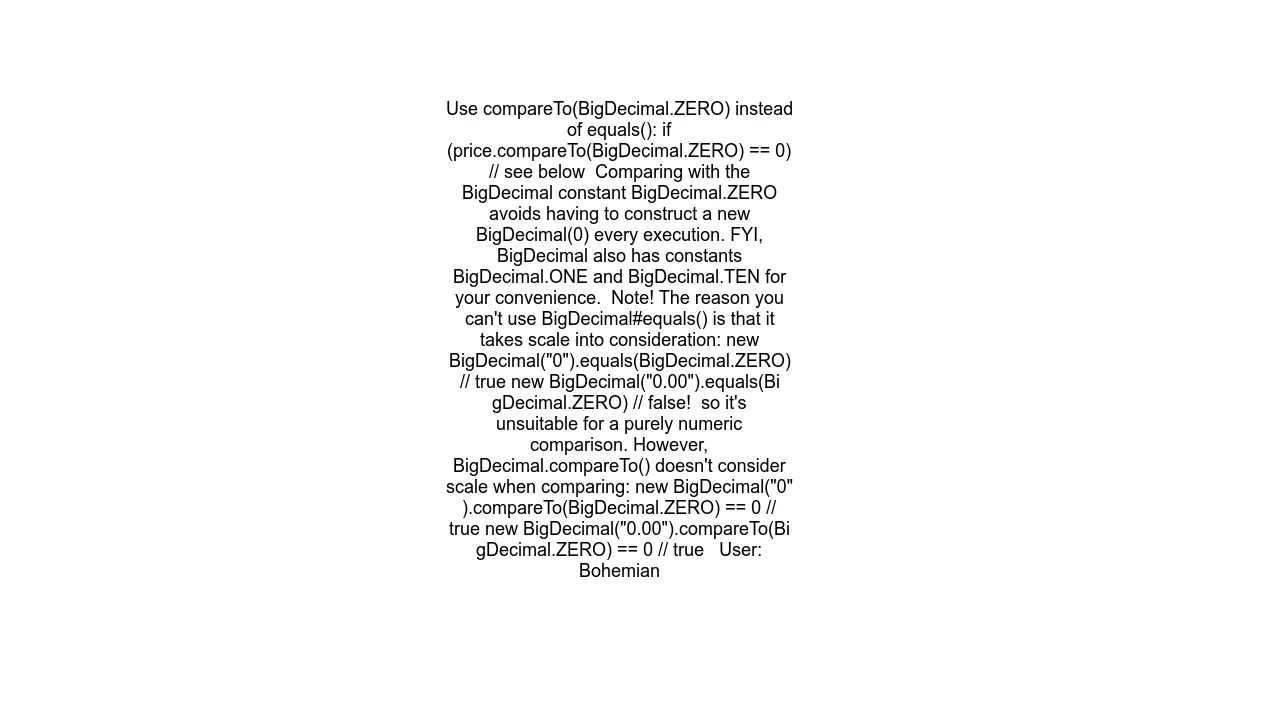 Use compareTo(BigDecimal.ZERO) instead
of equals(): if
(price.compareTo(BigDecimal.ZERO) == 0)
// see below  Comparing with the
BigDecimal constant BigDecimal.ZERO
avoids having to construct a new
BigDecimal(0) every execution. FYI,
BigDecimal also has constants
BigDecimal.ONE and BigDecimal.TEN for
your convenience.  Note! The reason you
can't use BigDecimal#equals() is that it
takes scale into consideration: new
BigDecimal("0").equals(BigDecimal.ZERO)
// true new BigDecimal("0.00").equals(Bi
gDecimal.ZERO) // false!  so it's
unsuitable for a purely numeric
comparison. However,
BigDecimal.compareTo() doesn't consider
scale when comparing: new BigDecimal("0"
).compareTo(BigDecimal.ZERO) == 0 //
true new BigDecimal("0.00").compareTo(Bi
gDecimal.ZERO) == 0 // true   User:
Bohemian